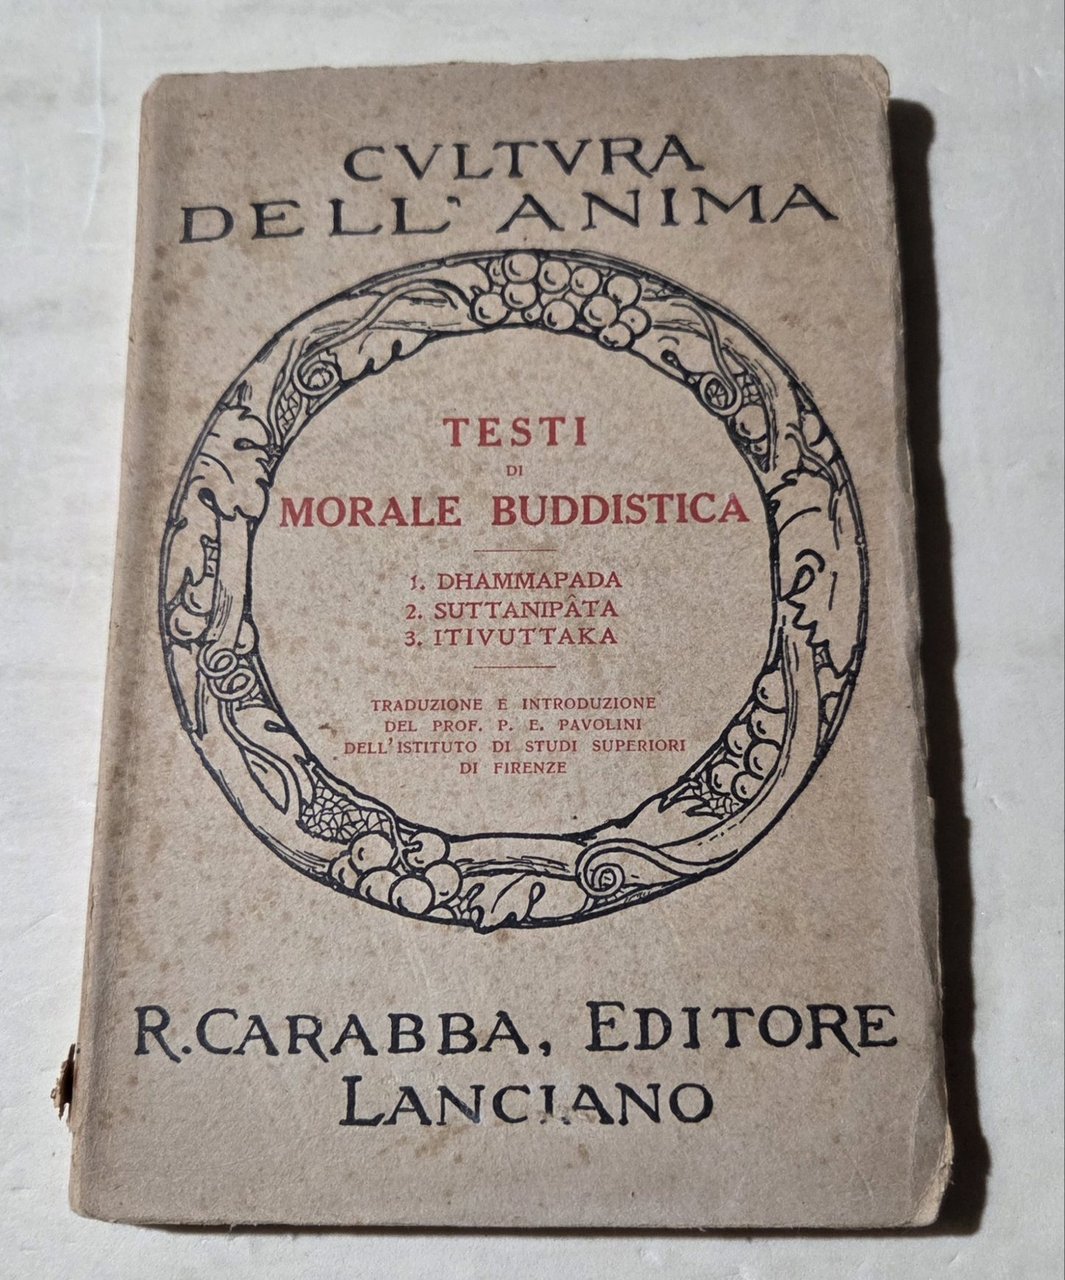 CVLTVRA
DELL' ANIMA
TESTI
DI
MORALE BUDDISTICA
1. DHAMMAPADA
2. SUTTANIPÂTA
3. ITIVUTTAKA
TRADUZIONE E INTRODUZIONE
DEL PROF. P. E. PAVOLINI
DELL'ISTITUTO DI STUDI SUPERIORI
DI FIRENZE
R. CARABBA, EDITORE
LANCIANO